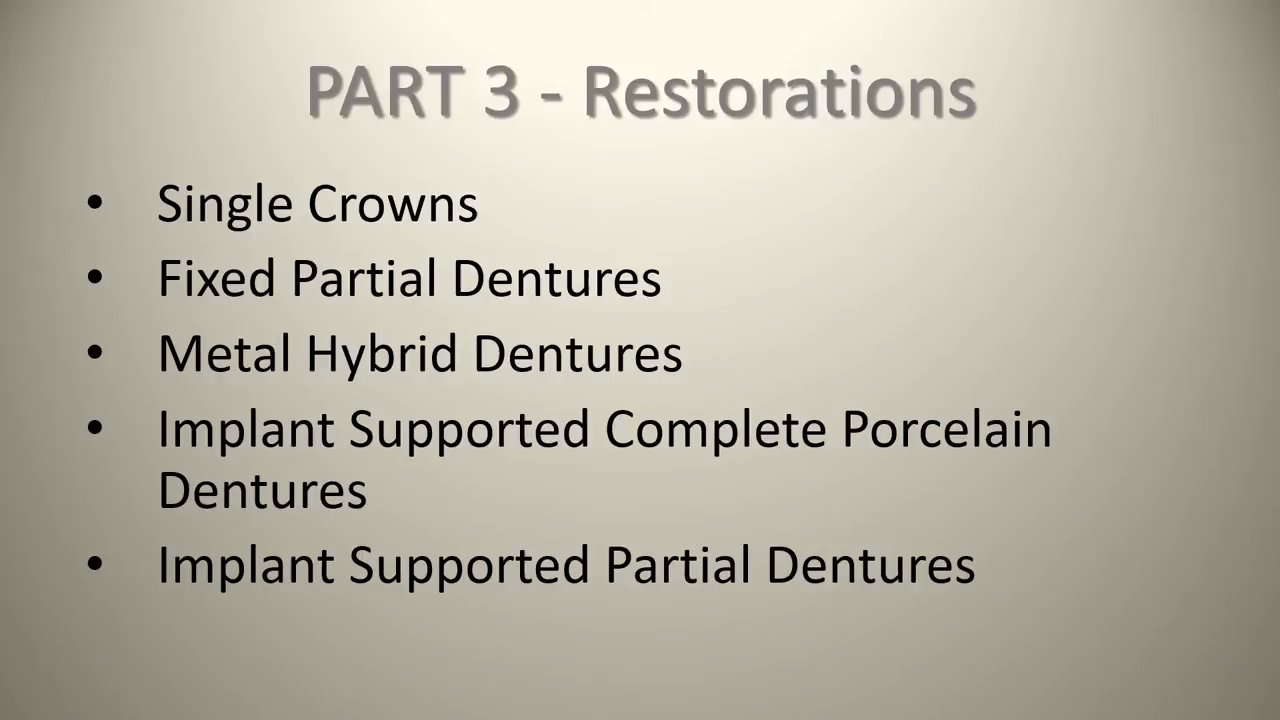 PART 3 - Restorations
• Single Crowns
• Fixed Partial Dentures
• Metal Hybrid Dentures
• Implant Supported Complete Porcelain
Dentures
• Implant Supported Partial Dentures